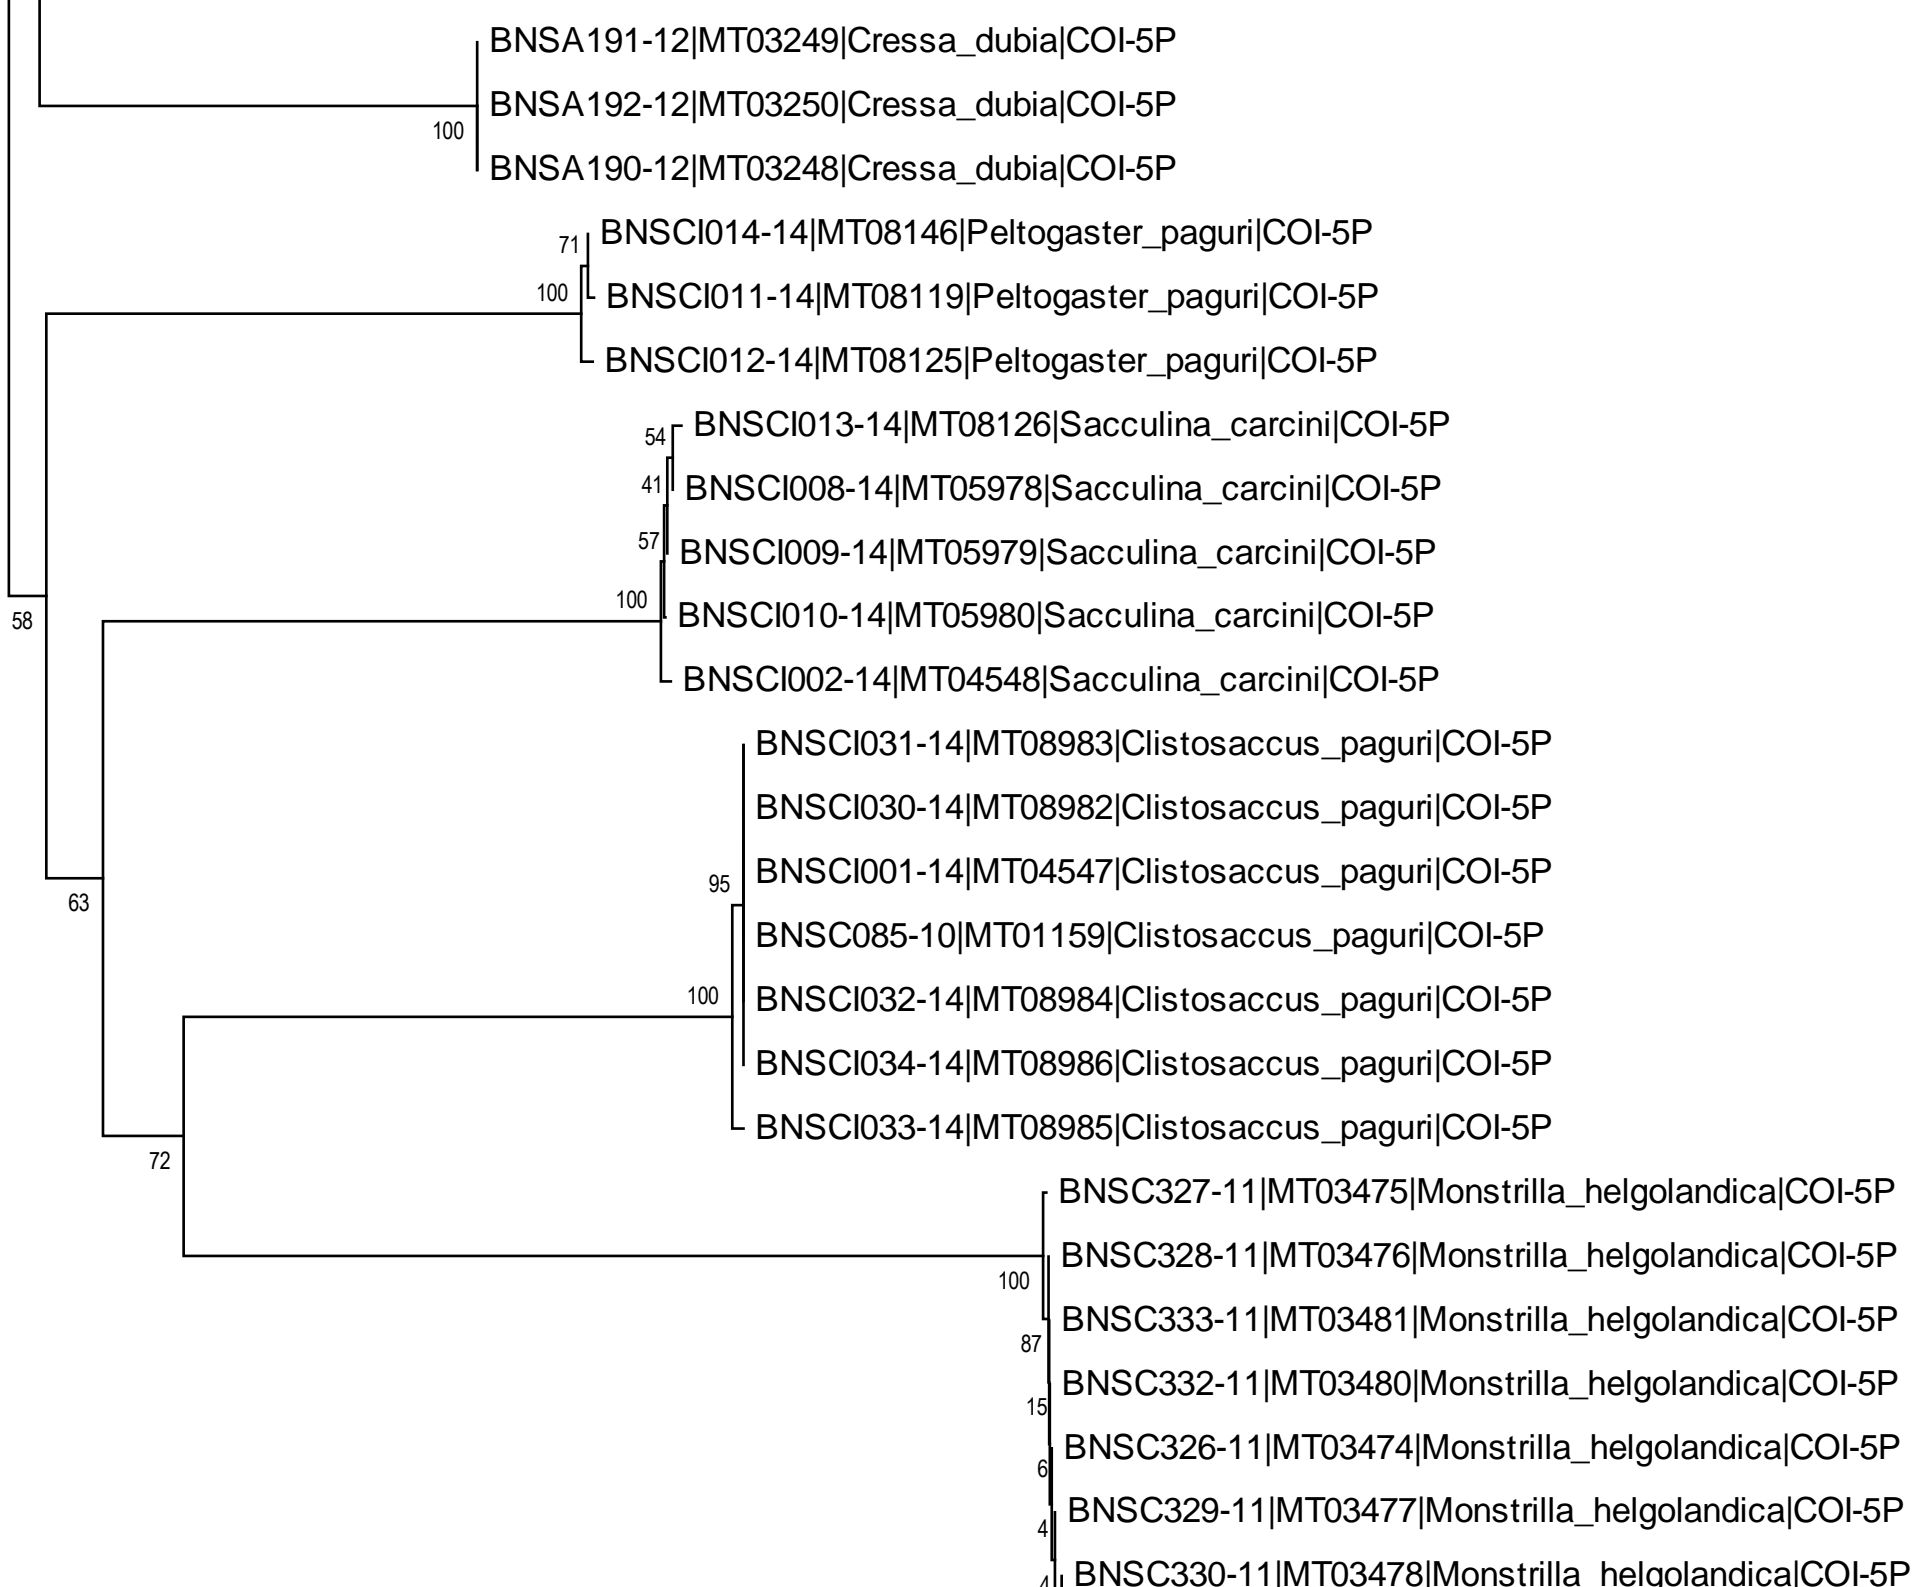 BNSA191-12|MT03249|Cressa_dubia|COI-5P
BNSA192-12|MT03250|Cressa_dubia|COI-5P
100
BNSA190-12|MT03248|Cressa_dubia|COI-5P
BNSCI014-14|MT08146|Peltogaster_paguri|COI-5P
71
100
BNSCI011-14|MT08119|Peltogaster_paguri|COI-5P
BNSCI012-14|MT08125|Peltogaster_paguri|COI-5P
BNSCI013-14|MT08126|Sacculina_carcini|COI-5P
54
41
BNSCI008-14|MT05978|Sacculina_carcini|COI-5P
57
BNSCI009-14|MT05979|Sacculina_carcini|COI-5P
100
BNSCI010-14|MT05980|Sacculina_carcini|COI-5P
58
BNSCI002-14|MT04548|Sacculina_carcini|COI-5P
BNSCI031-14|MT08983|Clistosaccus_paguri|COI-5P
BNSCI030-14|MT08982|Clistosaccus_paguri|COI-5P
BNSCI001-14|MT04547|Clistosaccus_paguri|COI-5P
95
63
BNSC085-10|MT01159|Clistosaccus_paguri|COI-5P
100
BNSCI032-14|MT08984|Clistosaccus_paguri|COI-5P
BNSCI034-14|MT08986|Clistosaccus_paguri|COI-5P
BNSCI033-14|MT08985|Clistosaccus_paguri|COI-5P
72
BNSC327-11|MT03475|Monstrilla_helgolandica|COI-5P
BNSC328-11|MT03476|Monstrilla_helgolandica|COI-5P
100
BNSC333-11|MT03481|Monstrilla_helgolandica|COI-5P
87
BNSC332-11|MT03480|Monstrilla_helgolandica|COI-5P
15
BNSC326-11|MT03474|Monstrilla_helgolandica|COI-5P
6
BNSC329-11|MT03477|Monstrilla_helgolandica|COI-5P
4
BNSC330-11|MT03478|Monstrilla_helgolandica|COI-5P
4